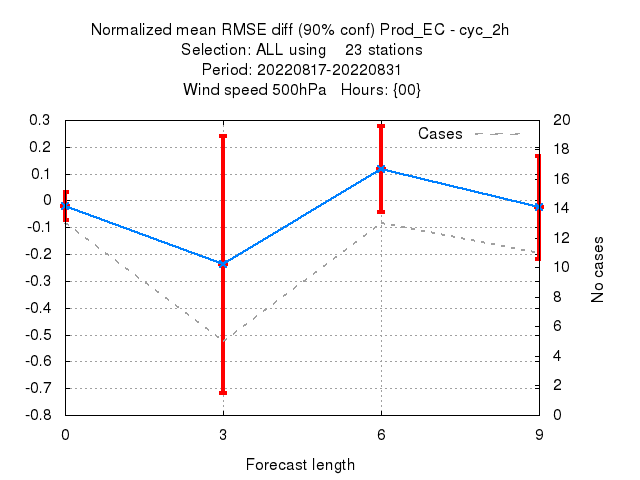 Normalized mean RMSE diff (90% conf) Prod_EC - cyc_2h
Selection: ALL using    23 stations
Period: 20220817-20220831
Wind speed 500hPa   Hours: {00}
Cases
0.3
0.2
0.1
0
-0.1
-0.2
-0.3
-0.4
-0.5
-0.6
-0.7
-0.8
20
18
16
14
12
10
8
6
4
2
0
No cases
0 3 6 9
Forecast length